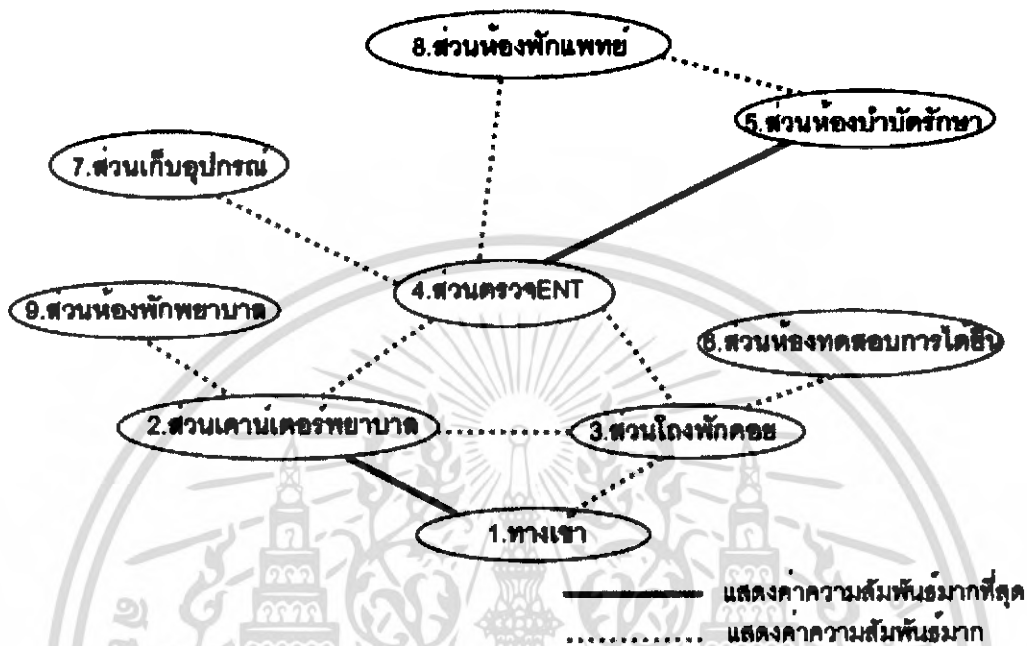 8.ส่วนห้องพักแพทย์
5.ส่วนห้องบำบัดรักษา
7.ส่วนเก็บอุปกรณ์
4.ส่วนตรวจENT
9.ส่วนห้องพักพยาบาล
6.ส่วนห้องทดสอบการได้ยิน
2.ส่วนเคาน์เตอร์พยาบาล
3.ส่วนโถงพักคอย
1.ทางเข้า
แสดงค่าความสัมพันธ์มากที่สุด
แสดงค่าความสัมพันธ์มาก